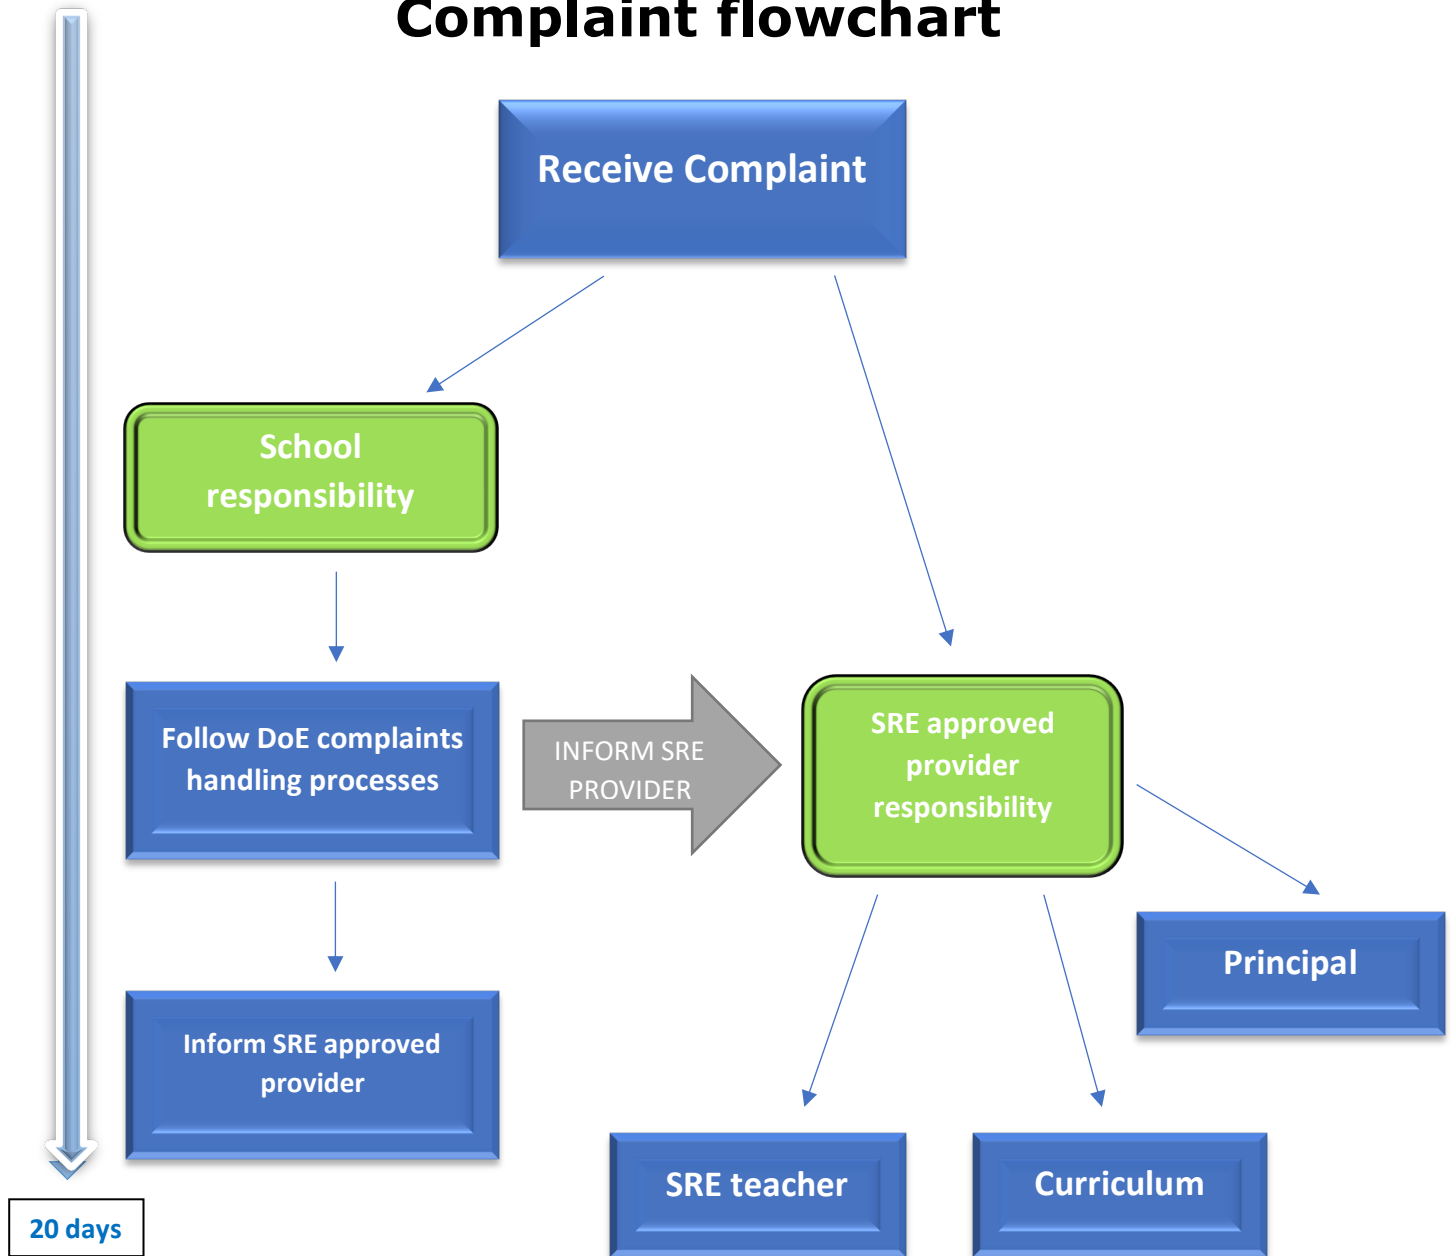 Complaint flowchart
Receive Complaint
School
responsibility
Follow DoE complaints
handling processes
INFORM SRE
PROVIDER
SRE approved
provider
responsibility
Principal
Inform SRE approved
provider
SRE teacher
Curriculum
20 days